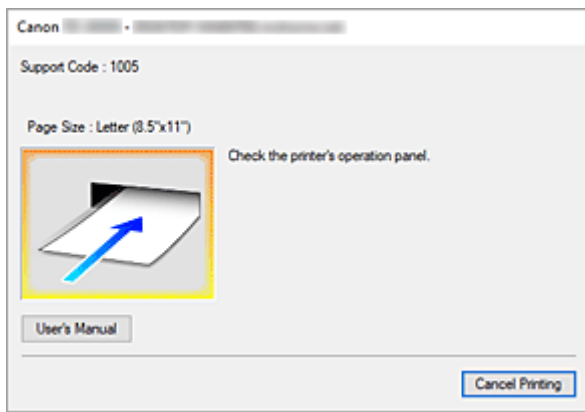 Canon
Support Code : 1005
Page Size : Letter (8.5"x11")
Check the printer's operation panel.
User's Manual
Cancel Printing